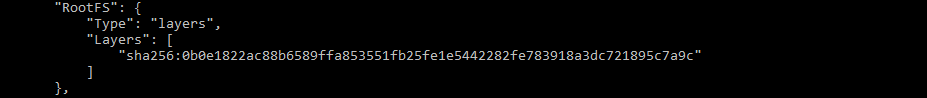 "RootFS": {
"Type": "layers",
"Layers": [
"sha256:0b0e1822ac88b6589ffa853551fb25fe1e5442282fe783918a3dc721895c7a9c"
]
},